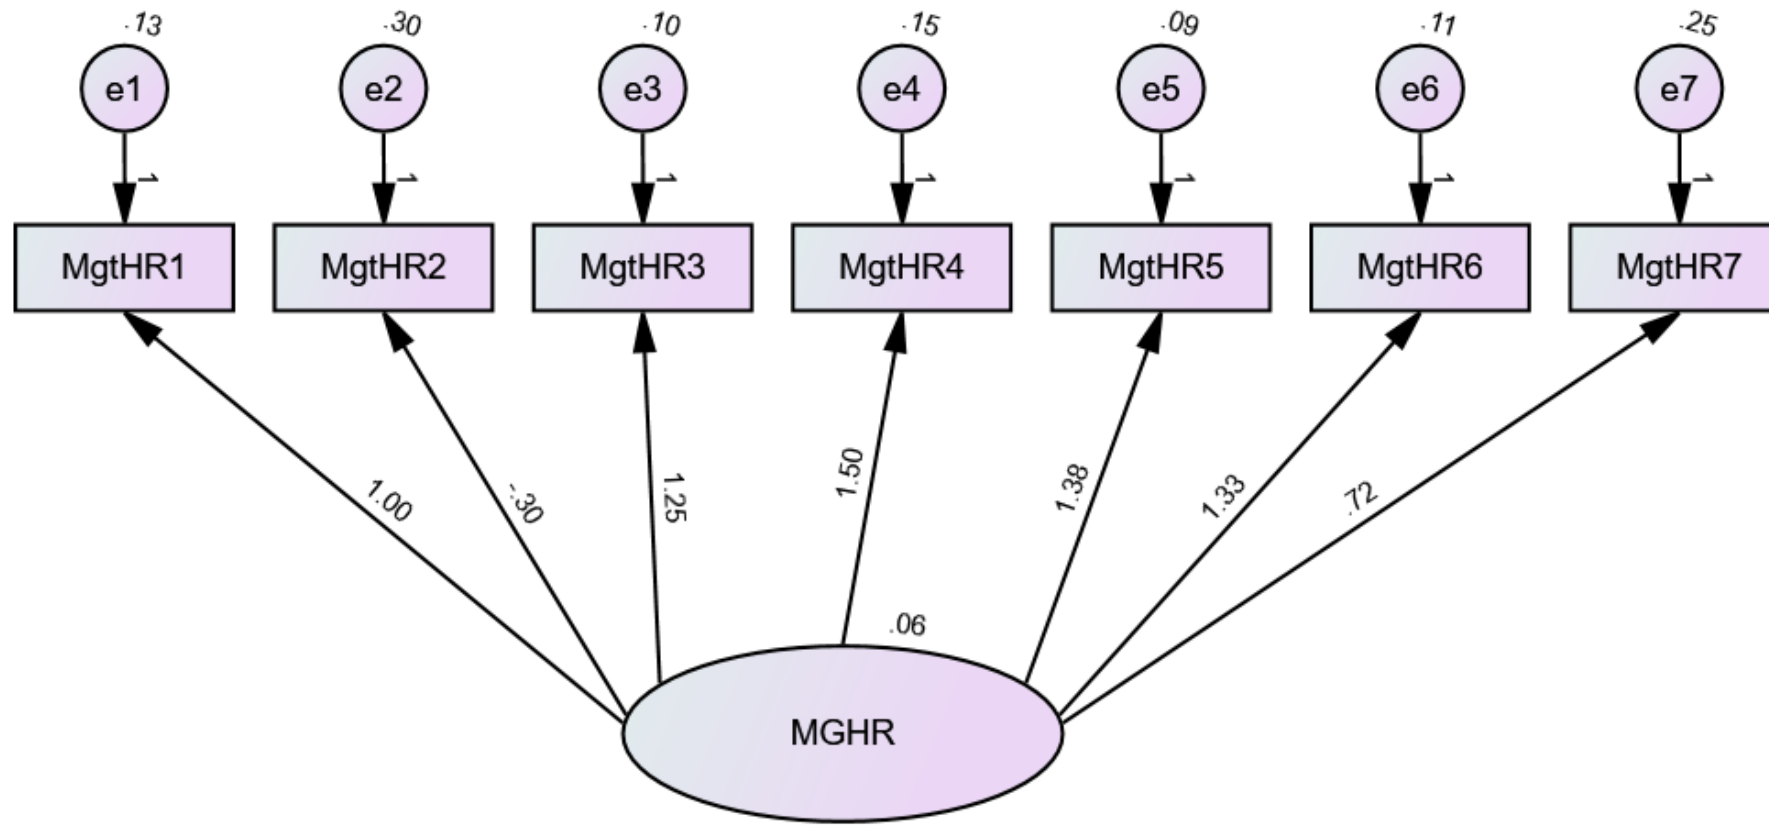 .13
.30
.10
.15
.09
.11
.25
e1
e2
e3
e4
e5
e6
e7
1
1
1
1
1
1
1
MgtHR1
MgtHR2
MgtHR3
MgtHR4
MgtHR5
MgtHR6
MgtHR7
1.00
-.30
1.25
1.50
1.38
1.33
.72
.06
MGHR